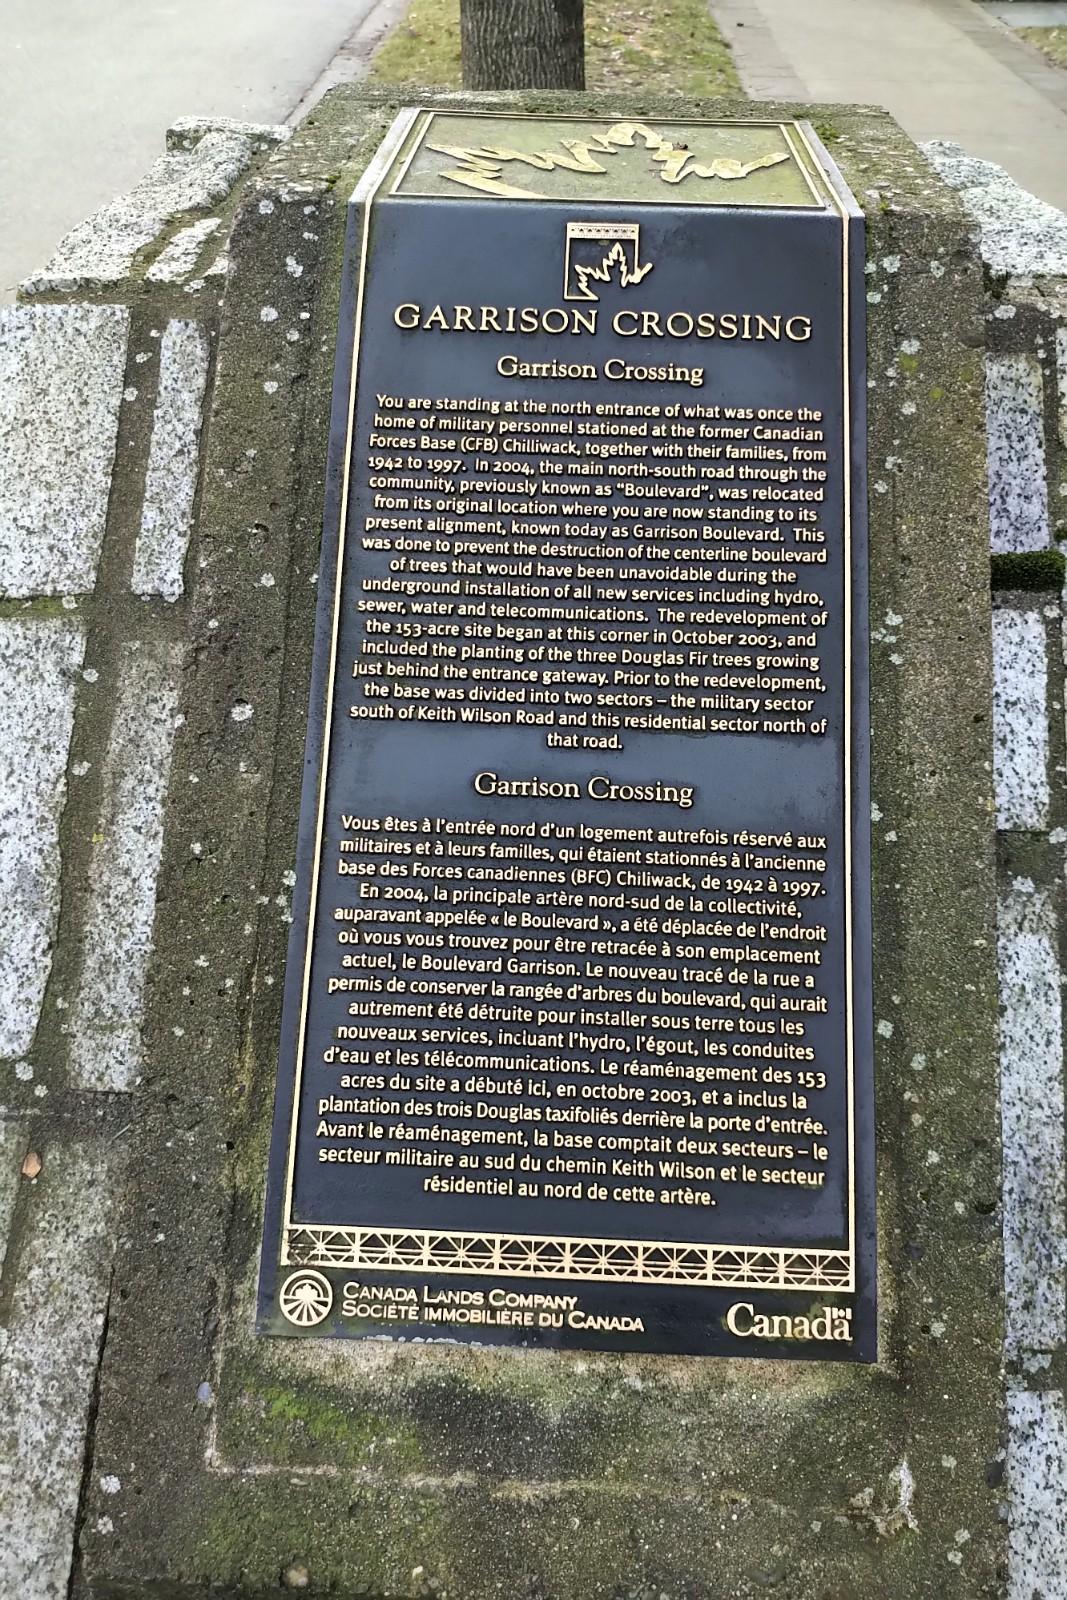 GARRISON CROSSING
Garrison Crossing
You are standing at the north entrance of what was once the
home of military personnel stationed at the former Canadian
Forces Base (CFB) Chilliwack, together with their families, from
1942 to 1997. In 2004, the main north-south road through the
community, previously known as "Boulevard", was relocated
from its original location where you are now standing to its
present alignment, known today as Garrison Boulevard. This
was done to prevent the destruction of the centerline boulevard
of trees that would have been unavoidable during the
underground installation of all new services including hydro,
sewer, water and telecommunications. The redevelopment of
the 153-acre site began at this corner in October 2003, and
included the planting of the three Douglas Fir trees growing
just behind the entrance gateway. Prior to the redevelopment,
the base was divided into two sectors – the military sector
south of Keith Wilson Road and this residential sector north of
that road.
Garrison Crossing
Vous êtes à l'entrée nord d'un logement autrefois réservé aux
militaires et à leurs familles, qui étaient stationnés à l'ancienne
base des Forces canadiennes (BFC) Chiliwack, de 1942 à 1997.
En 2004, la principale artère nord-sud de la collectivité,
auparavant appelée « le Boulevard », a été déplacée de l'endroit
où vous vous trouvez pour être retracée à son emplacement
actuel, le Boulevard Garrison. Le nouveau tracé de la rue a
permis de conserver la rangée d'arbres du boulevard, qui aurait
autrement été détruite pour installer sous terre tous les
nouveaux services, incluant l'hydro, l'égout, les conduites
d'eau et les télécommunications. Le réaménagement des 153
acres du site a débuté ici, en octobre 2003, et a inclus la
plantation des trois Douglas taxifoliés derrière la porte d'entrée.
Avant le réaménagement, la base comptait deux secteurs – le
secteur militaire au sud du chemin Keith Wilson et le secteur
résidentiel au nord de cette artère.
CANADA LANDS COMPANY
SOCIÉTÉ IMMOBILIÈRE DU CANADA
Canada